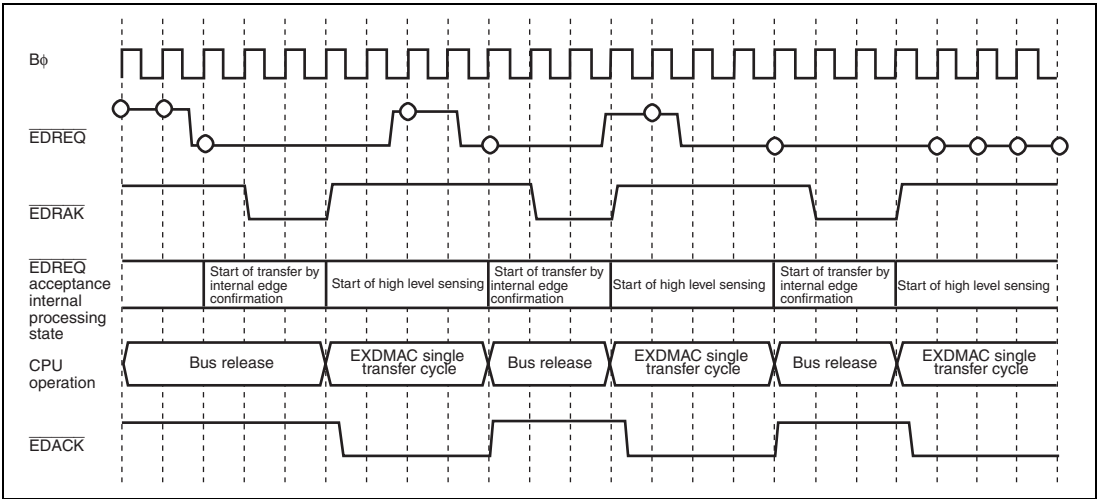 Bφ
EDREQ
EDRAK
EDREQ
acceptance
internal
processing
state
Start of transfer by
internal edge
confirmation
Start of high level sensing
Start of transfer by
internal edge
confirmation
Start of high level sensing
Start of transfer by
internal edge
confirmation
Start of high level sensing
CPU
operation
Bus release
EXDMAC single
transfer cycle
Bus release
EXDMAC single
transfer cycle
Bus release
EXDMAC single
transfer cycle
EDACK